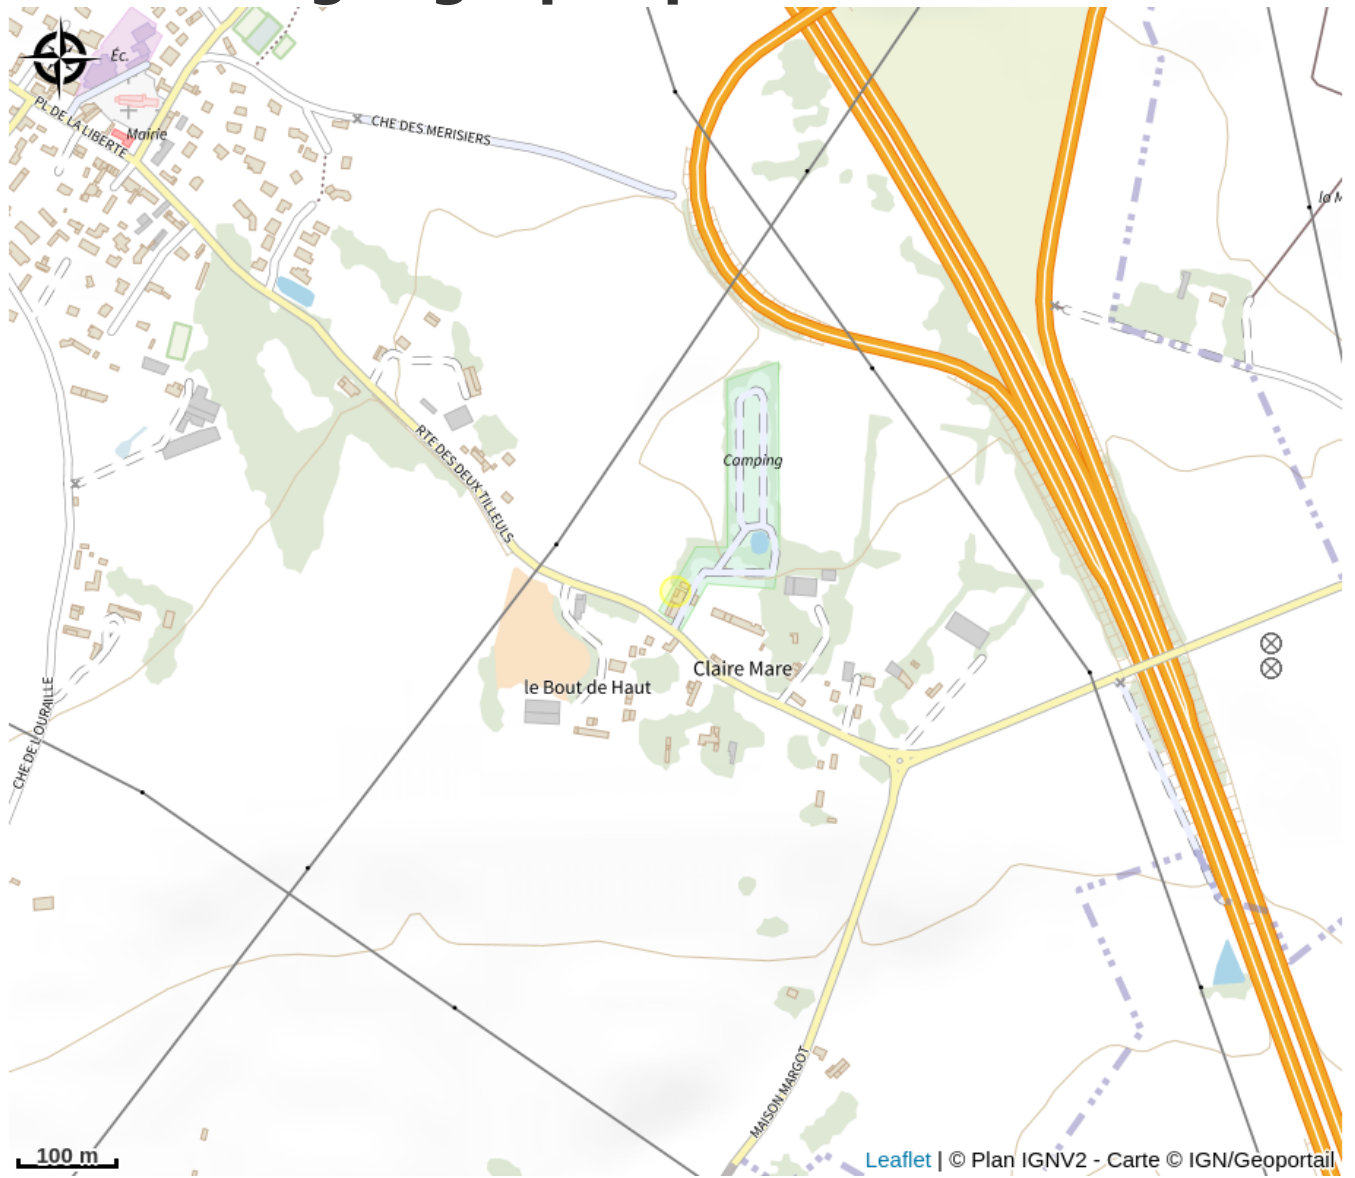 Éc.
PL DE LA LIBERTE
Mairie
CHE DES MERISIERS
RTE DES DEUX TILLEULS
Camping
Claire Mare
le Bout de Haut
CHE DE LOURAILLE
MAISON MARGOT
100 m
Leaflet | © Plan IGNV2 - Carte © IGN/Geoportail